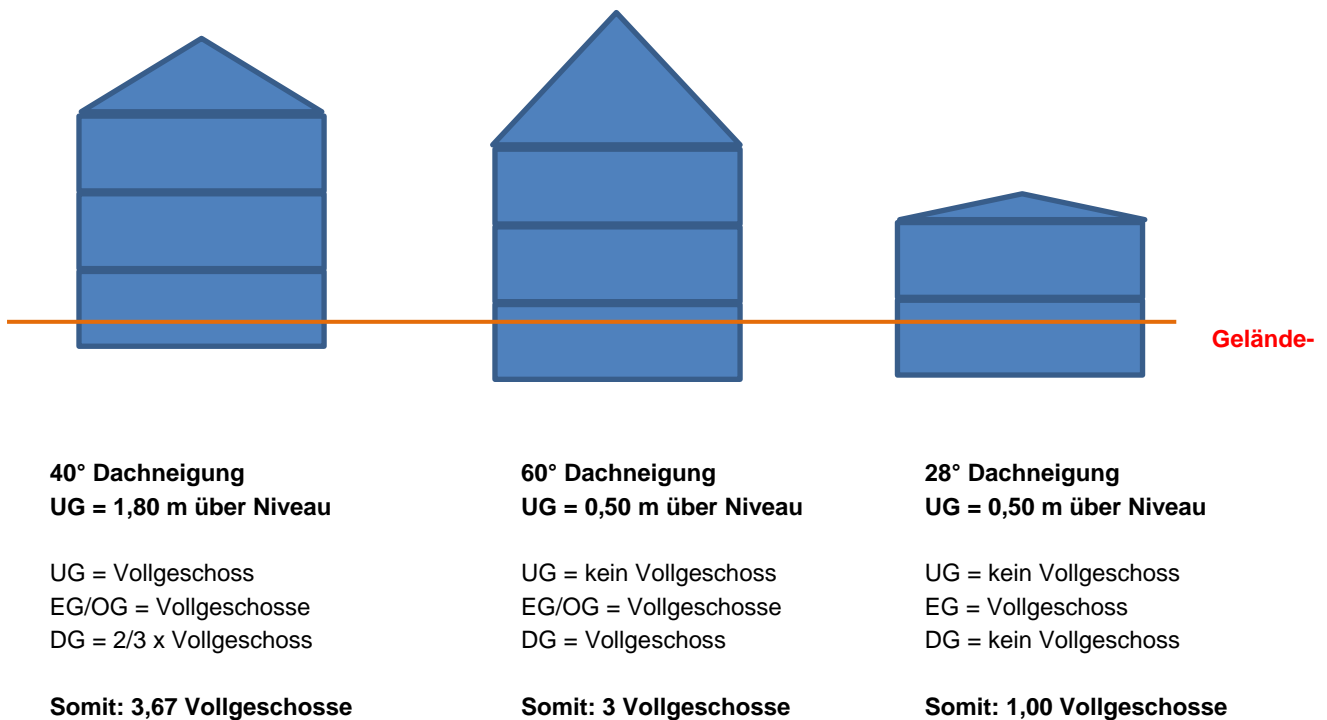 Gelände-
40° Dachneigung
UG = 1,80 m über Niveau
UG = Vollgeschoss
EG/OG = Vollgeschosse
DG = 2/3 x Vollgeschoss
Somit: 3,67 Vollgeschosse
60° Dachneigung
UG = 0,50 m über Niveau
UG = kein Vollgeschoss
EG/OG = Vollgeschosse
DG = Vollgeschoss
Somit: 3 Vollgeschosse
28° Dachneigung
UG = 0,50 m über Niveau
UG = kein Vollgeschoss
EG = Vollgeschoss
DG = kein Vollgeschoss
Somit: 1,00 Vollgeschosse